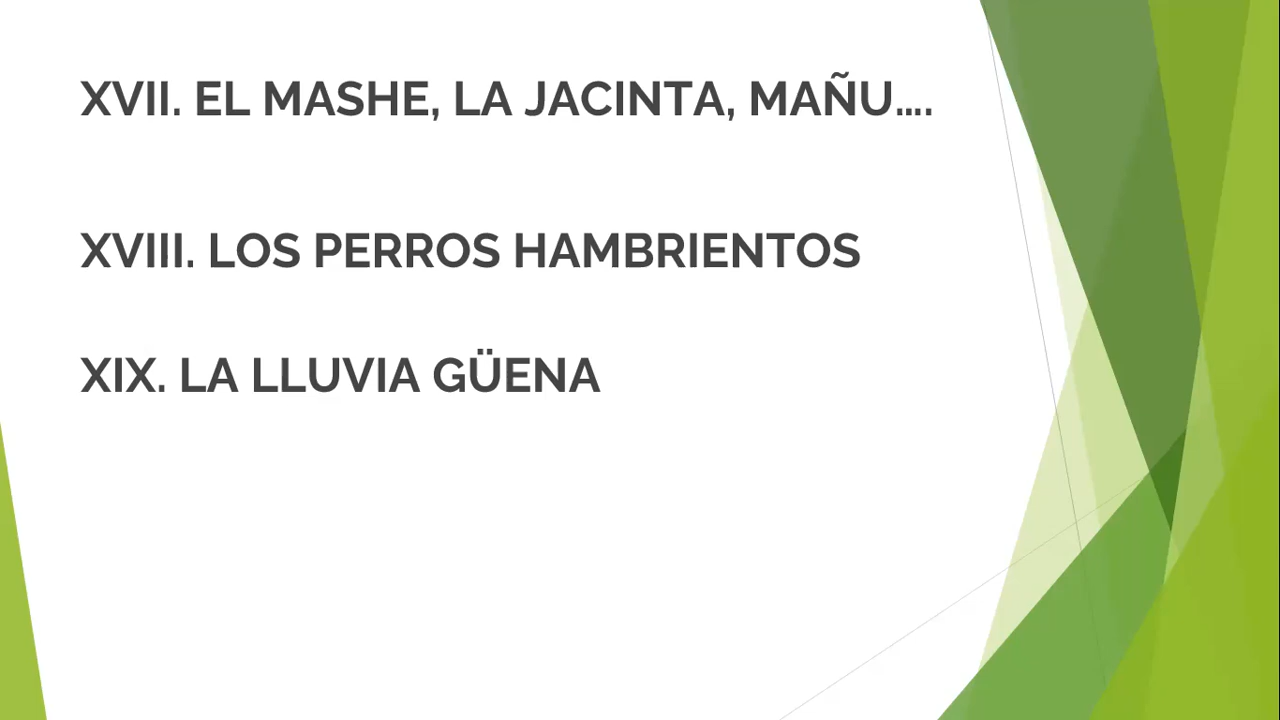 XVII. EL MASHE, LA JACINTA, MAÑU....
XVIII. LOS PERROS HAMBRIENTOS
XIX. LA LLUVIA GÜENA